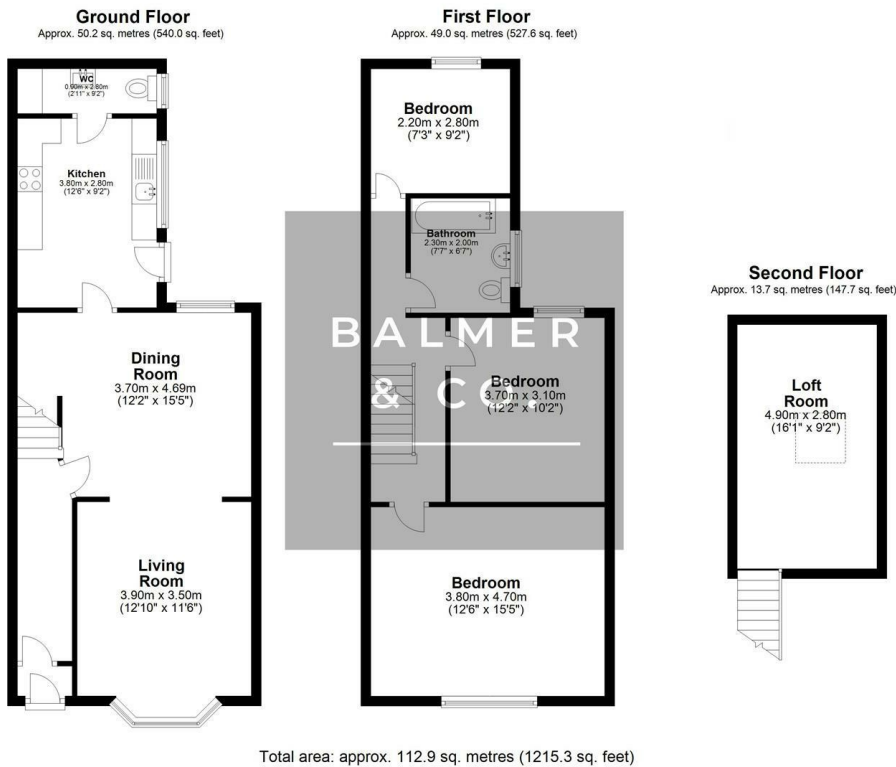 Ground Floor
Approx. 50.2 sq. metres (540.0 sq. feet)
WC
0.90m x 2.80m
(2'11" x 9'2")
Kitchen
3.80m x 2.80m
(12'6" x 9'2")
Dining
Room
3.70m x 4.69m
(12'2" x 15'5")
Living
Room
3.90m x 3.50m
(12'10" x 11'6")
First Floor
Approx. 49.0 sq. metres (527.6 sq. feet)
Bedroom
2.20m x 2.80m
(7'3" x 9'2")
Bathroom
2.30m x 2.00m
(7'7" x 6'7")
BALMER
& CO.
Bedroom
3.70m x 3.10m
(12'2" x 10'2")
Bedroom
3.80m x 4.70m
(12'6" x 15'5")
Second Floor
Approx. 13.7 sq. metres (147.7 sq. feet)
Loft
Room
4.90m x 2.80m
(16'1" x 9'2")
Total area: approx. 112.9 sq. metres (1215.3 sq. feet)